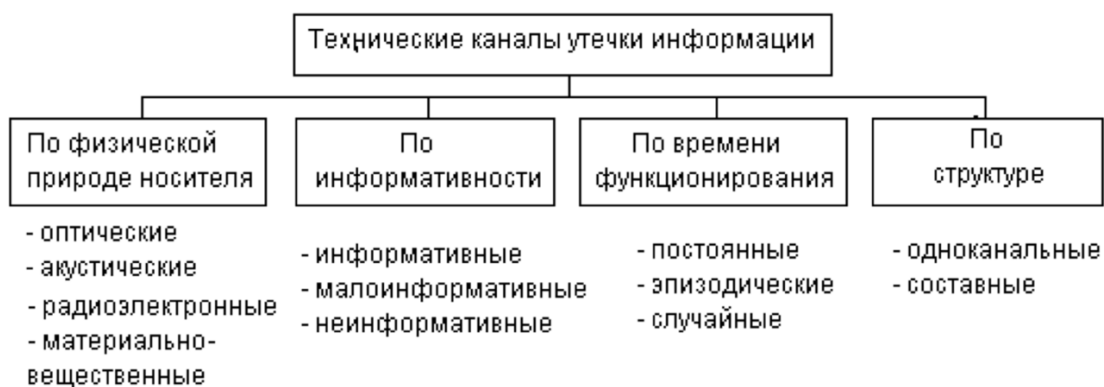 Технические каналы утечки информации
По физической
природе носителя
- оптические
- акустические
- радиоэлектронные
- материально-
вещественные
По
информативности
- информативные
- малоинформативные
- неинформативные
По времени
функционирования
- постоянные
- эпизодические
- случайные
По
структуре
- одноканальные
- составные